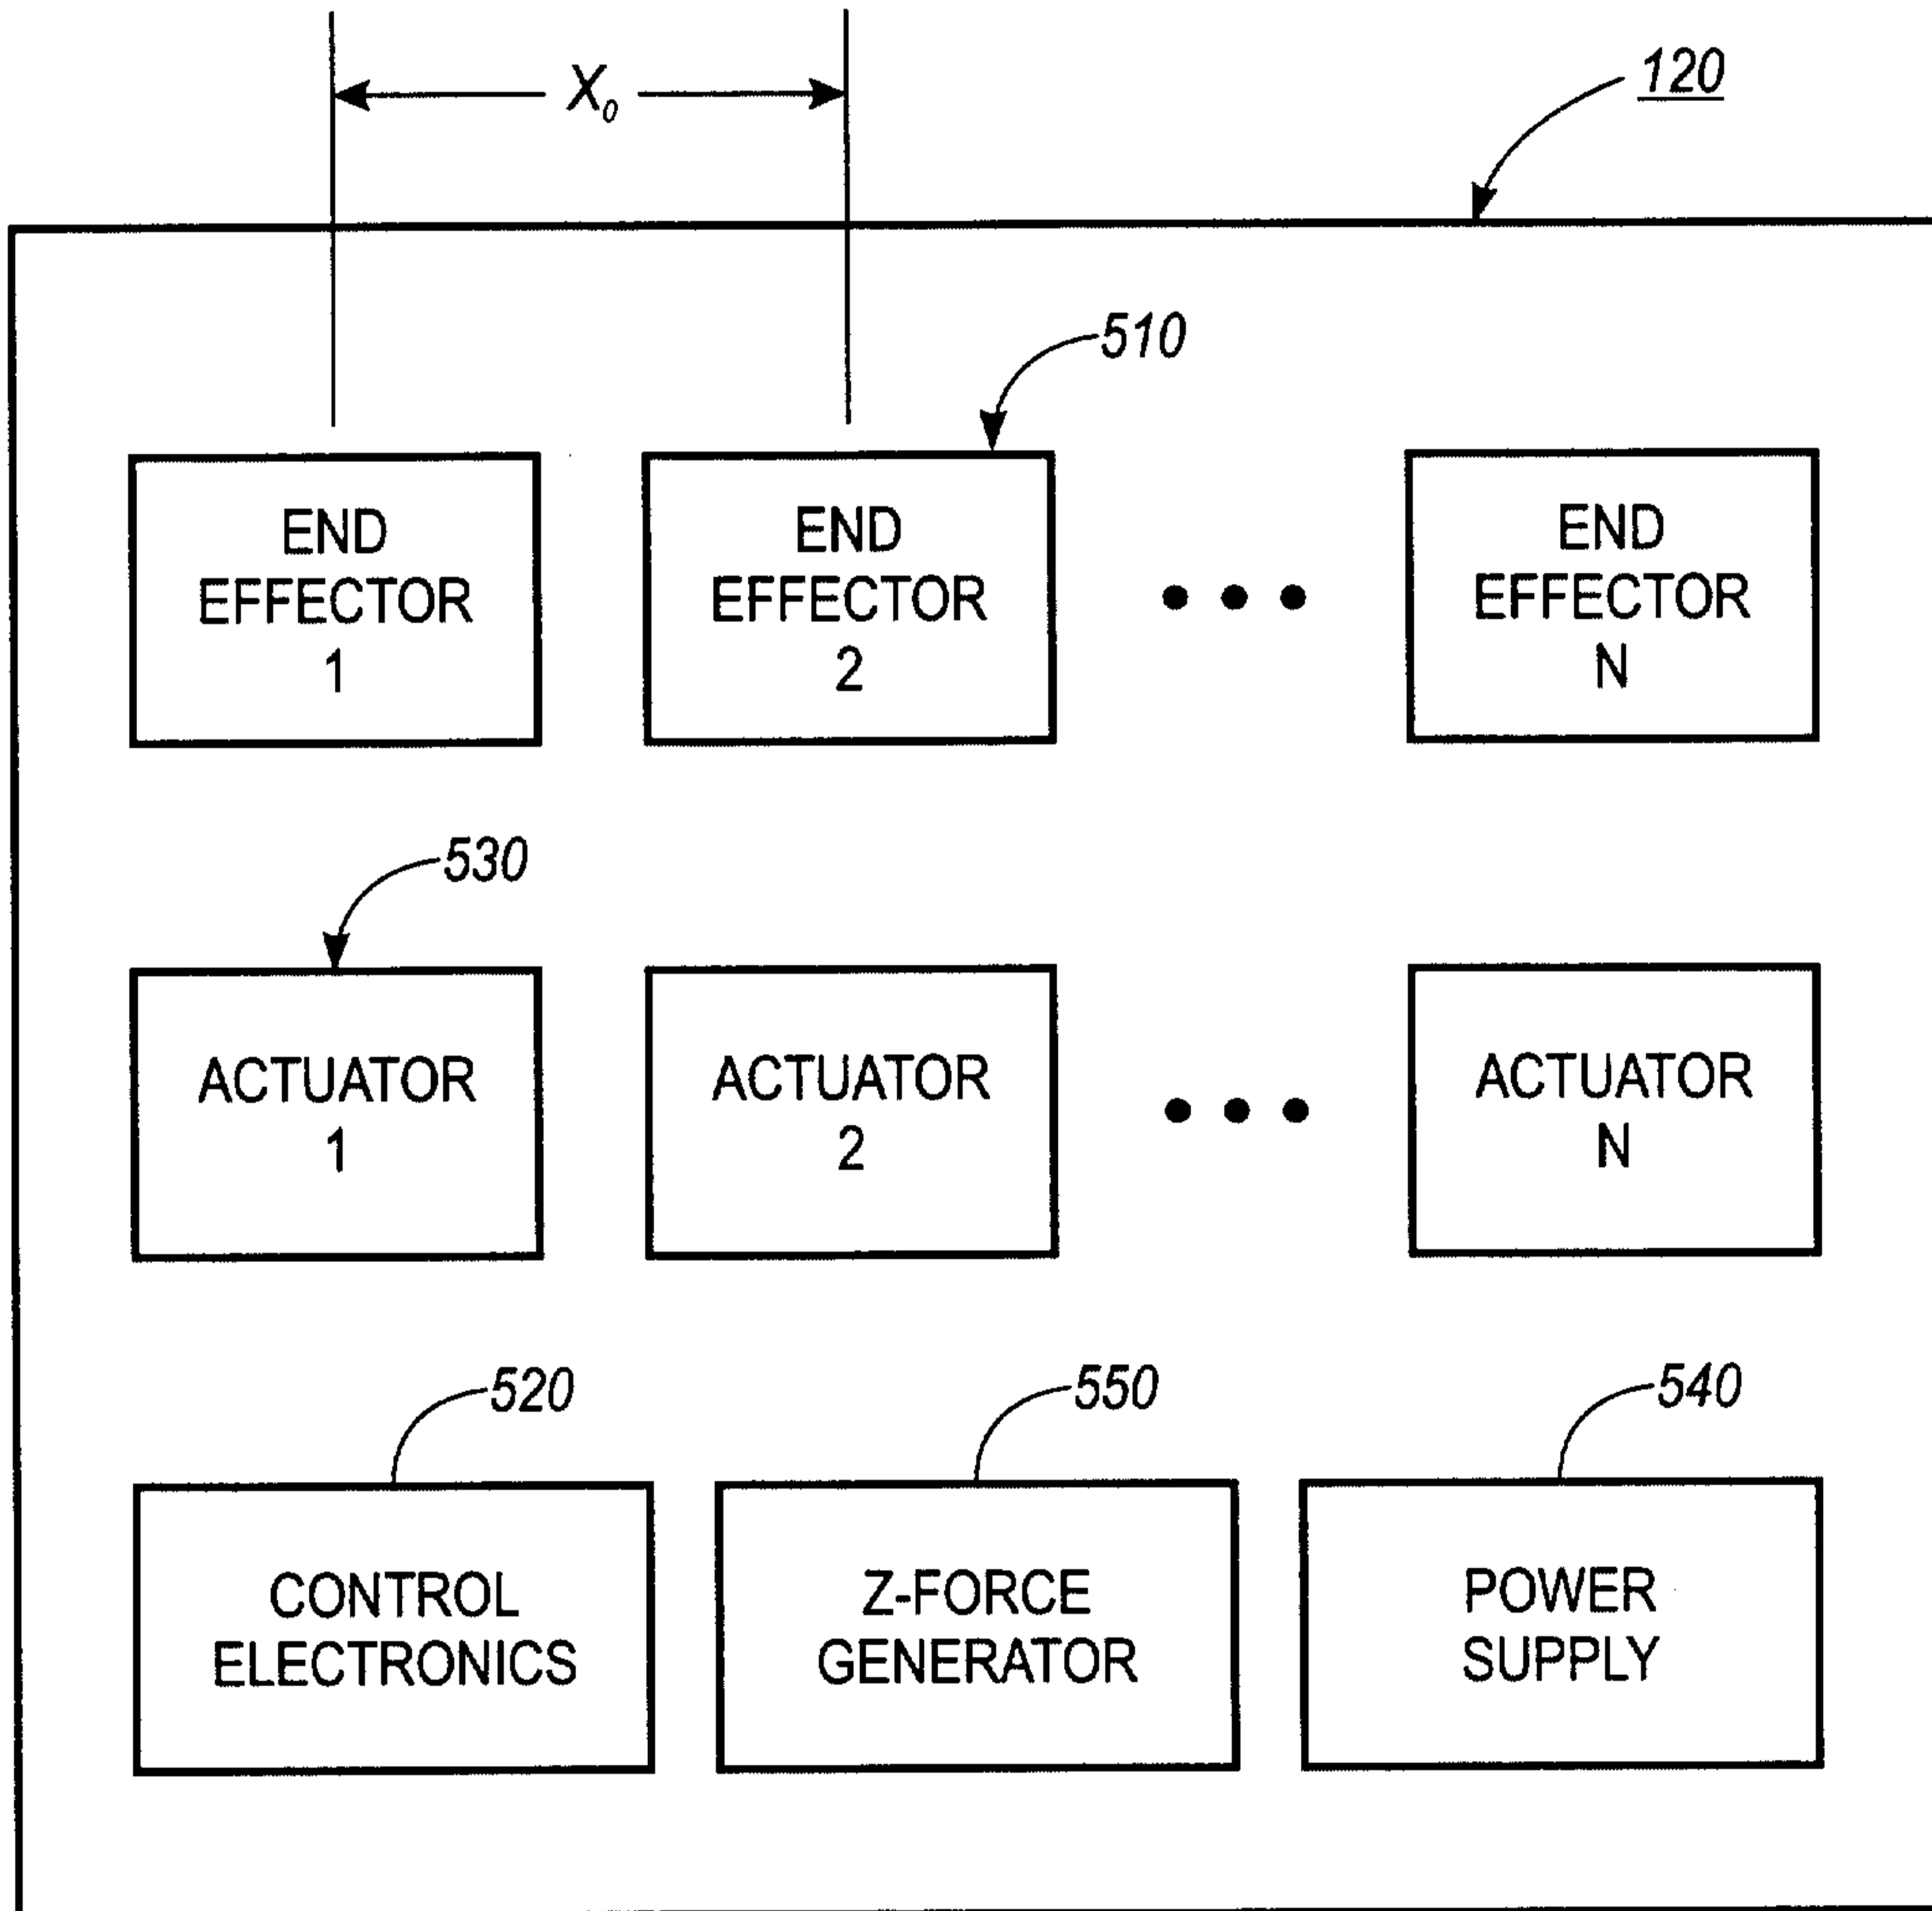 X₀
120
510
END
EFFECTOR
1
END
EFFECTOR
2
END
EFFECTOR
N
530
ACTUATOR
1
ACTUATOR
2
ACTUATOR
N
520
550
540
CONTROL
ELECTRONICS
Z-FORCE
GENERATOR
POWER
SUPPLY